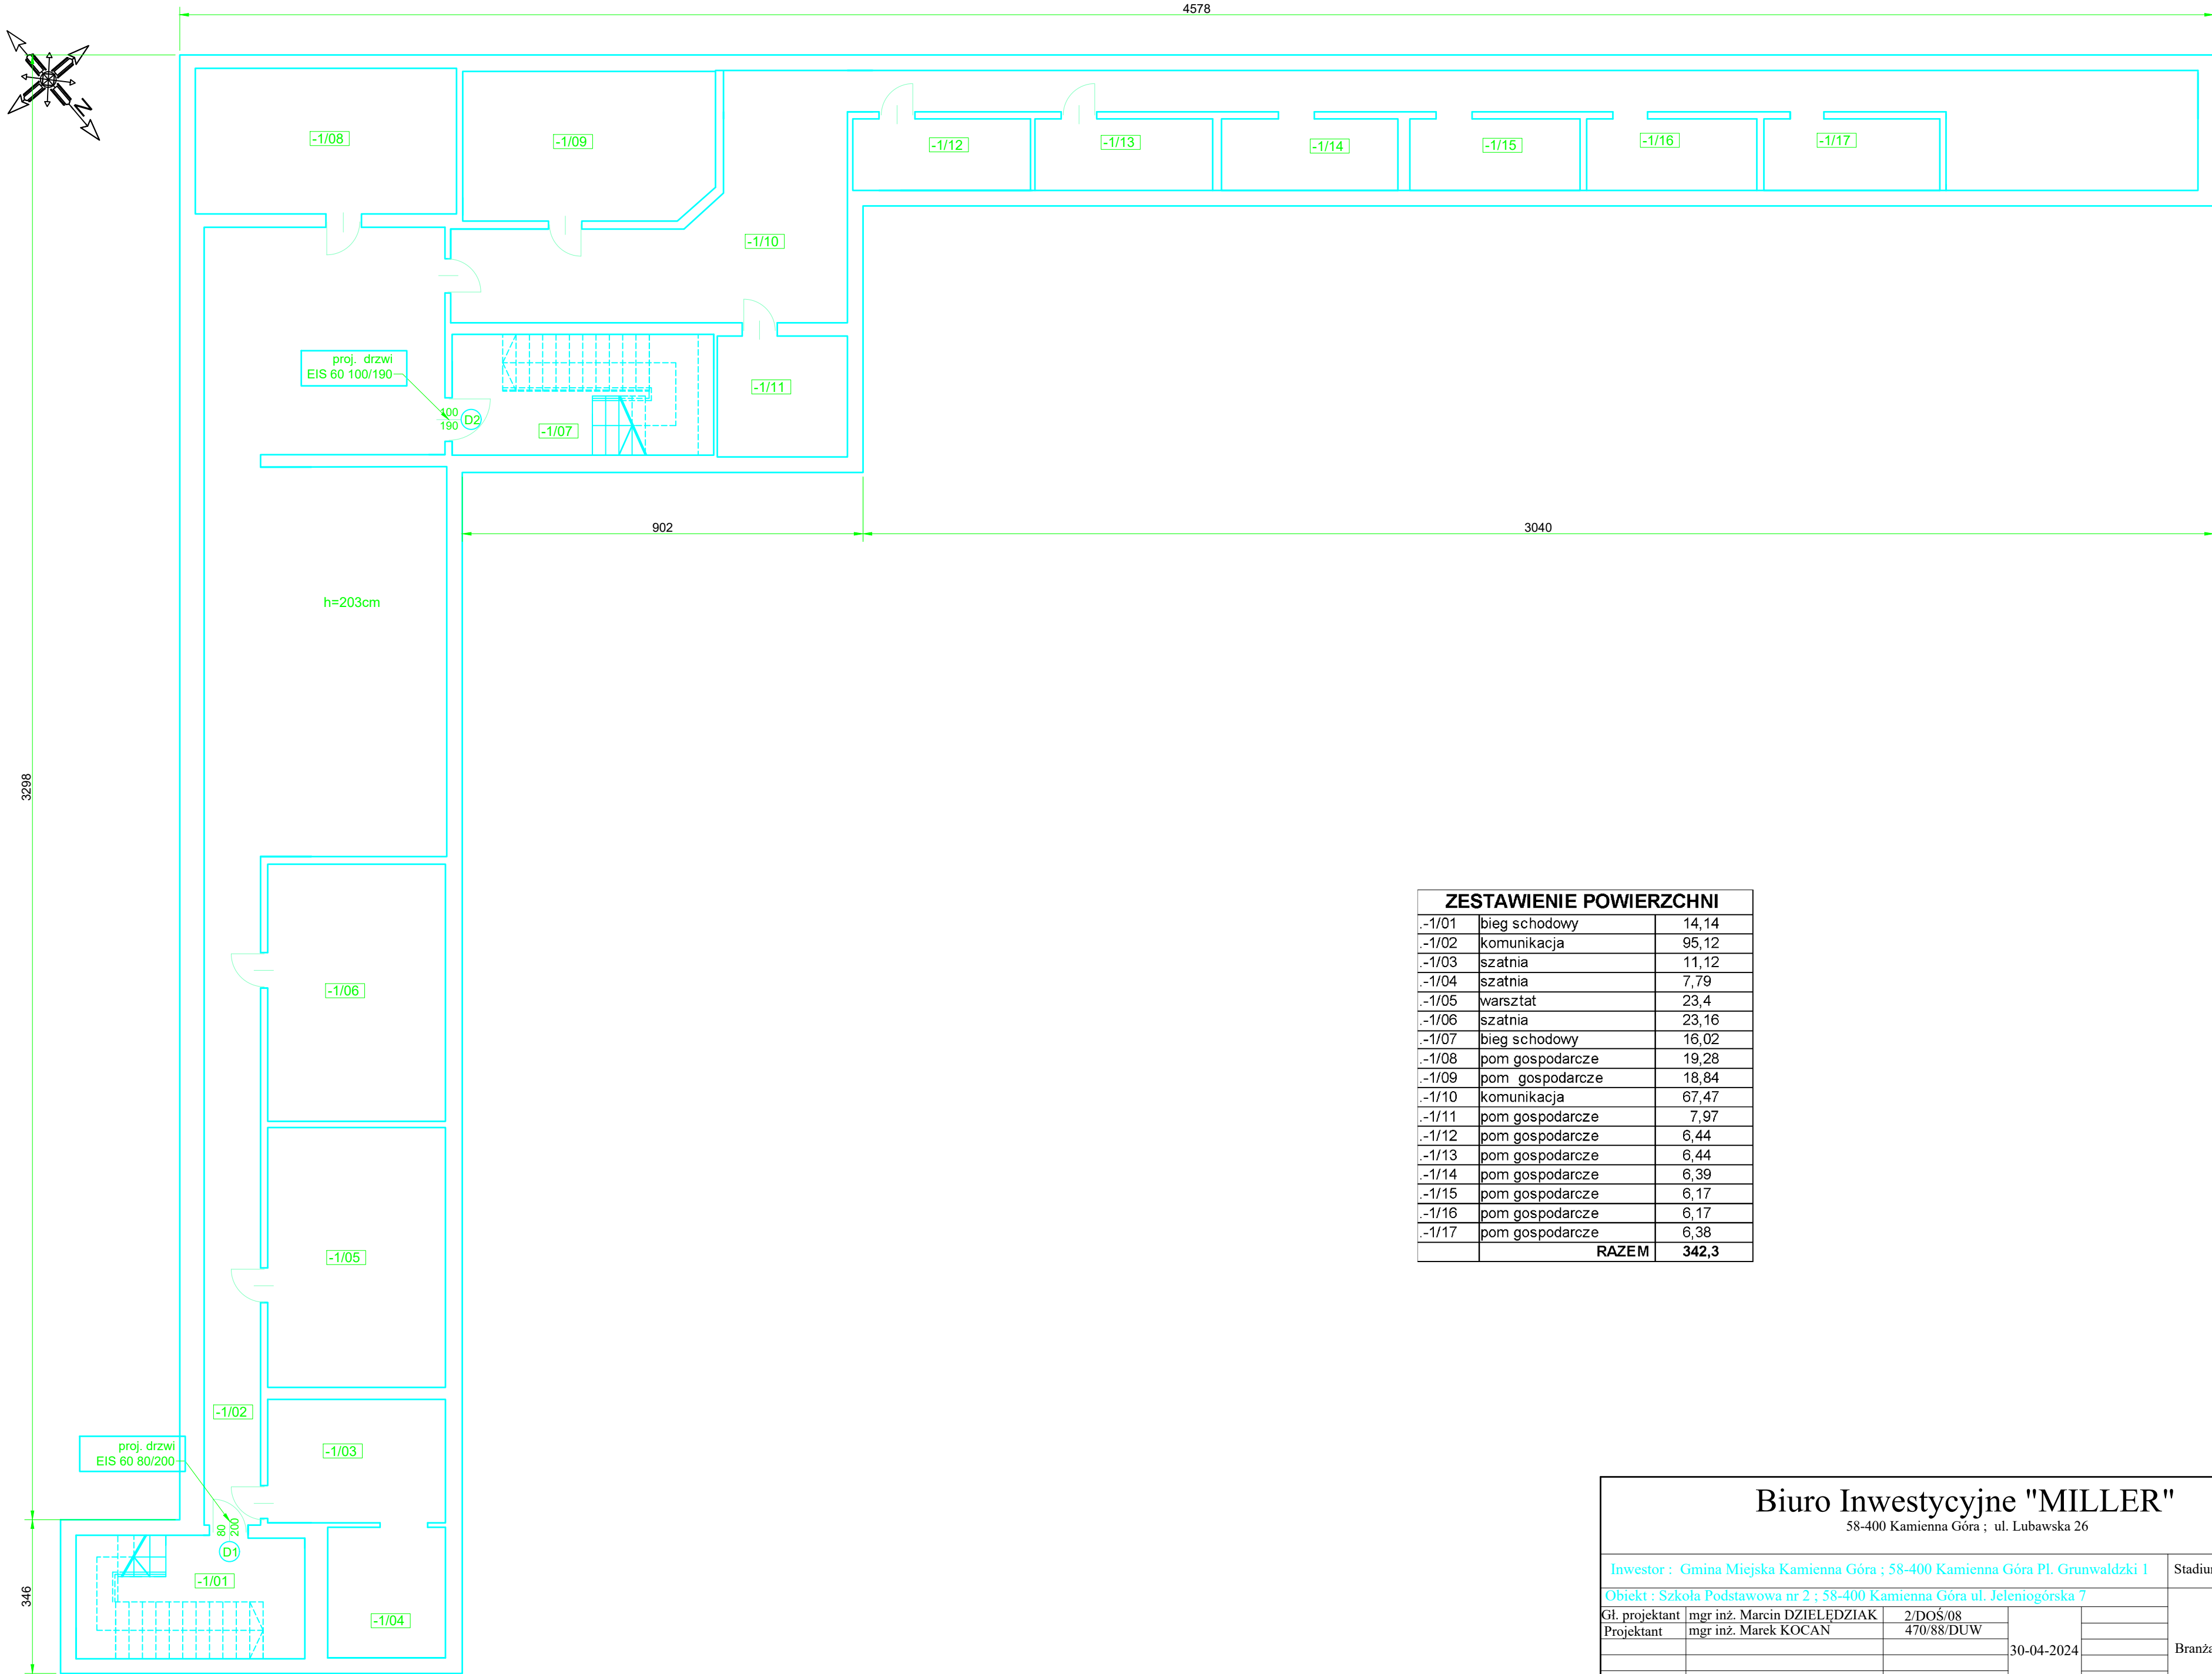 4578
N
-1/08
-1/09
-1/12
-1/13
-1/14
-1/15
-1/16
-1/17
-1/10
proj. drzwi
EIS 60 100/190
-1/11
100
190
D2
-1/07
902
3040
h=203cm
3298
-1/06
-1/05
-1/02
-1/03
proj. drzwi
EIS 60 80/200
80
200
D1
-1/01
-1/04
346
ZESTAWIENIE POWIERZCHNI
.-1/01 bieg schodowy 14,14
.-1/02 komunikacja 95,12
.-1/03 szatnia 11,12
.-1/04 szatnia 7,79
.-1/05 warsztat 23,4
.-1/06 szatnia 23,16
.-1/07 bieg schodowy 16,02
.-1/08 pom gospodarcze 19,28
.-1/09 pom gospodarcze 18,84
.-1/10 komunikacja 67,47
.-1/11 pom gospodarcze 7,97
.-1/12 pom gospodarcze 6,44
.-1/13 pom gospodarcze 6,44
.-1/14 pom gospodarcze 6,39
.-1/15 pom gospodarcze 6,17
.-1/16 pom gospodarcze 6,17
.-1/17 pom gospodarcze 6,38
RAZEM 342,3
Biuro Inwestycyjne "MILLER"
58-400 Kamienna Góra ; ul. Lubawska 26
Inwestor : Gmina Miejska Kamienna Góra ; 58-400 Kamienna Góra Pl. Grunwaldzki 1
Obiekt : Szkoła Podstawowa nr 2 ; 58-400 Kamienna Góra ul. Jeleniogórska 7
Gł. projektant mgr inż. Marcin DZIELĘDZIAK 2/DOŚ/08
Projektant mgr inż. Marek KOCAN 470/88/DUW
30-04-2024